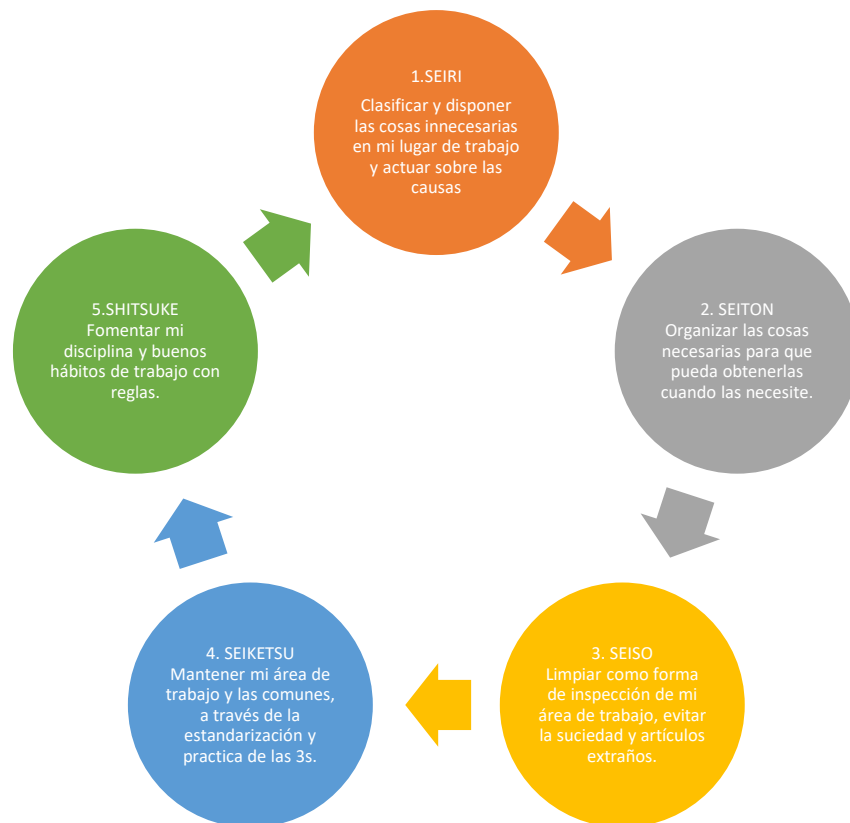 1.SEIRI
Clasificar y disponer
las cosas innecesarias
en mi lugar de trabajo
y actuar sobre las
causas
2. SEITON
Organizar las cosas
necesarias para que
pueda obtenerlas
cuando las necesite.
3. SEISO
Limpiar como forma
de inspección de mi
área de trabajo, evitar
la suciedad y artículos
extraños.
4. SEIKETSU
Mantener mi área de
trabajo y las comunes,
a través de la
estandarización y
practica de las 3s.
5.SHITSUKE
Fomentar mi
disciplina y buenos
hábitos de trabajo con
reglas.